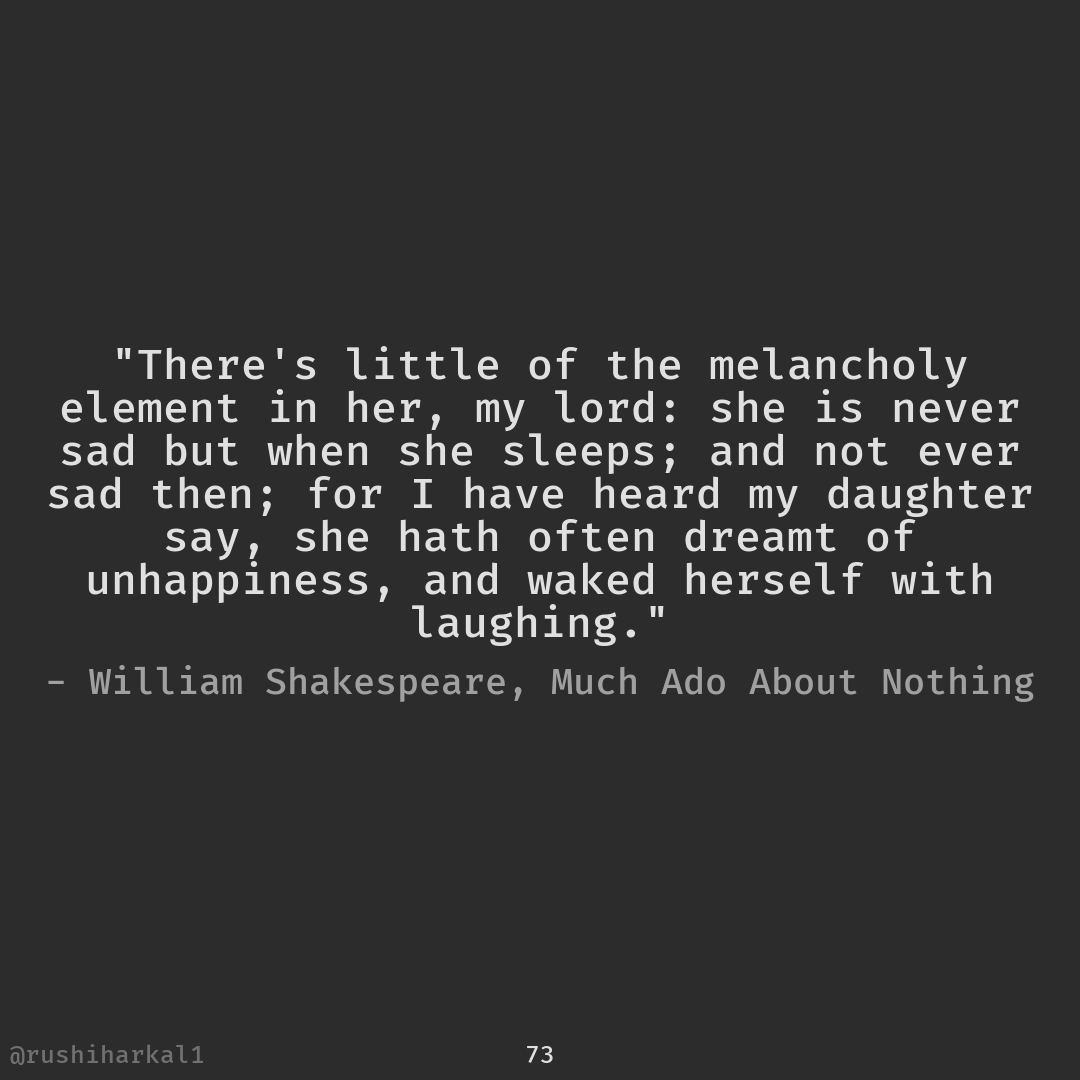 "There's little of the melancholy
element in her, my lord: she is never
sad but when she sleeps; and not ever
sad then; for I have heard my daughter
say, she hath often dreamt of
unhappiness, and waked herself with
laughing."
– William Shakespeare, Much Ado About Nothing
@rushiharkal1
73